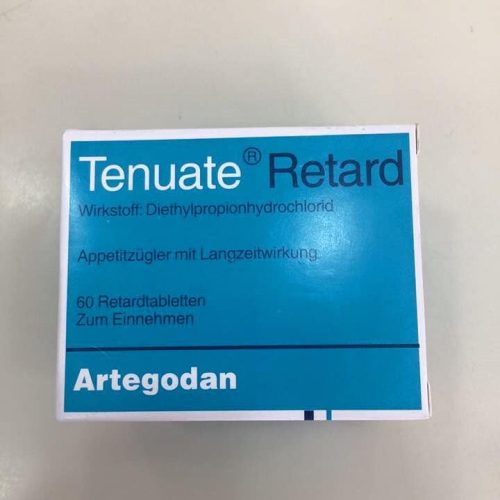 Tenuate® Retard
Wirkstoff: Diethylpropionhydrochlorid
Appetitzügler mit Langzeitwirkung
60 Retardtabletten
Zum Einnehmen
Artegodan